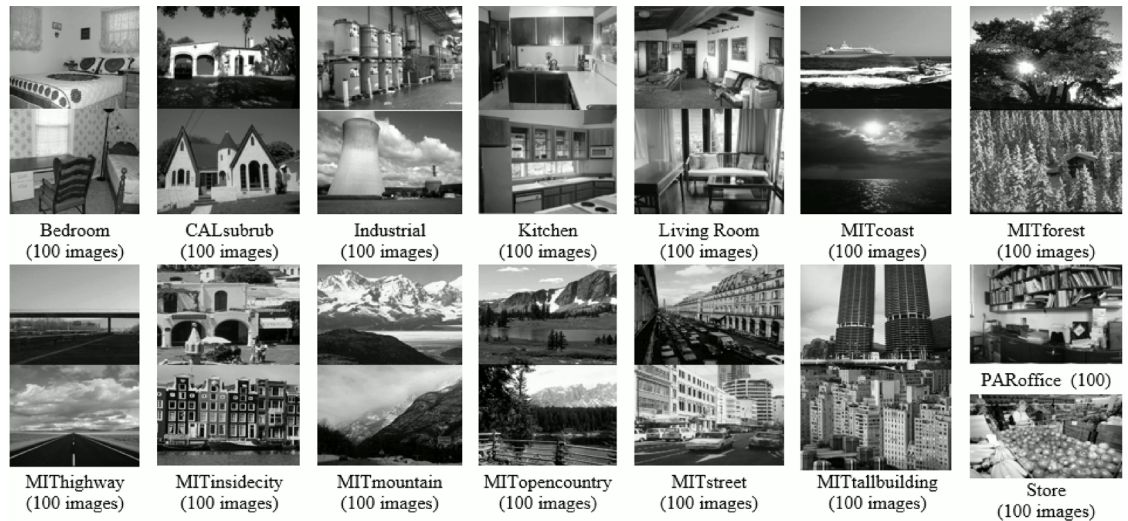 Bedroom
(100 images)
CALsubrub
(100 images)
Industrial
(100 images)
Kitchen
(100 images)
Living Room
(100 images)
MITcoast
(100 images)
MITforest
(100 images)
MIThighway
(100 images)
MITinsidecity
(100 images)
MITmountain
(100 images)
MITopencountry
(100 images)
MITstreet
(100 images)
MITtallbuilding
(100 images)
PARoffice (100)
Store
(100 images)